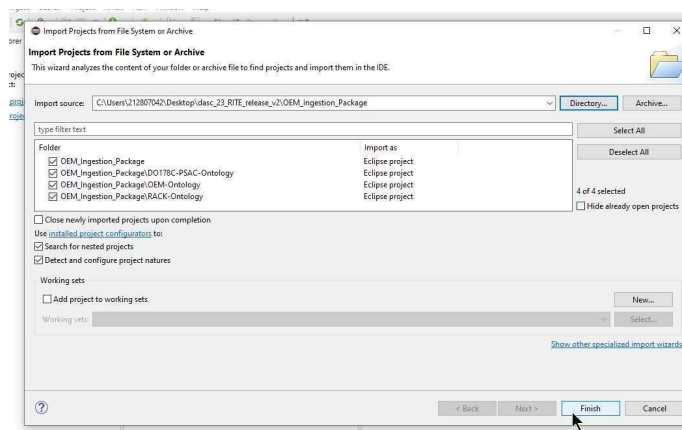 Import Projects from File System or Archive
Import Projects from File System or Archive
This wizard analyzes the content of your folder or archive file to find projects and import them in the IDE.
Import source: C:\Users\212807042\Desktop\dasc_23_RITE_release_v2\OEM_Ingestion_Package Directory... Archive...
type filter text Select All
Folder Import as Deselect All
OEM_Ingestion_Package Eclipse project
OEM_Ingestion_Package\DO178C-PSAC-Ontology Eclipse project
OEM_Ingestion_Package\OEM-Ontology Eclipse project
4 of 4 selected
OEM_Ingestion_Package\RACK-Ontology Eclipse project
Hide already open projects
Close newly imported projects upon completion
Use installed project configurators to:
Search for nested projects
Detect and configure project natures
Working sets
Add project to working sets New...
Working sets: Select...
Show other specialized import wizards
< Back Next > Finish Cancel